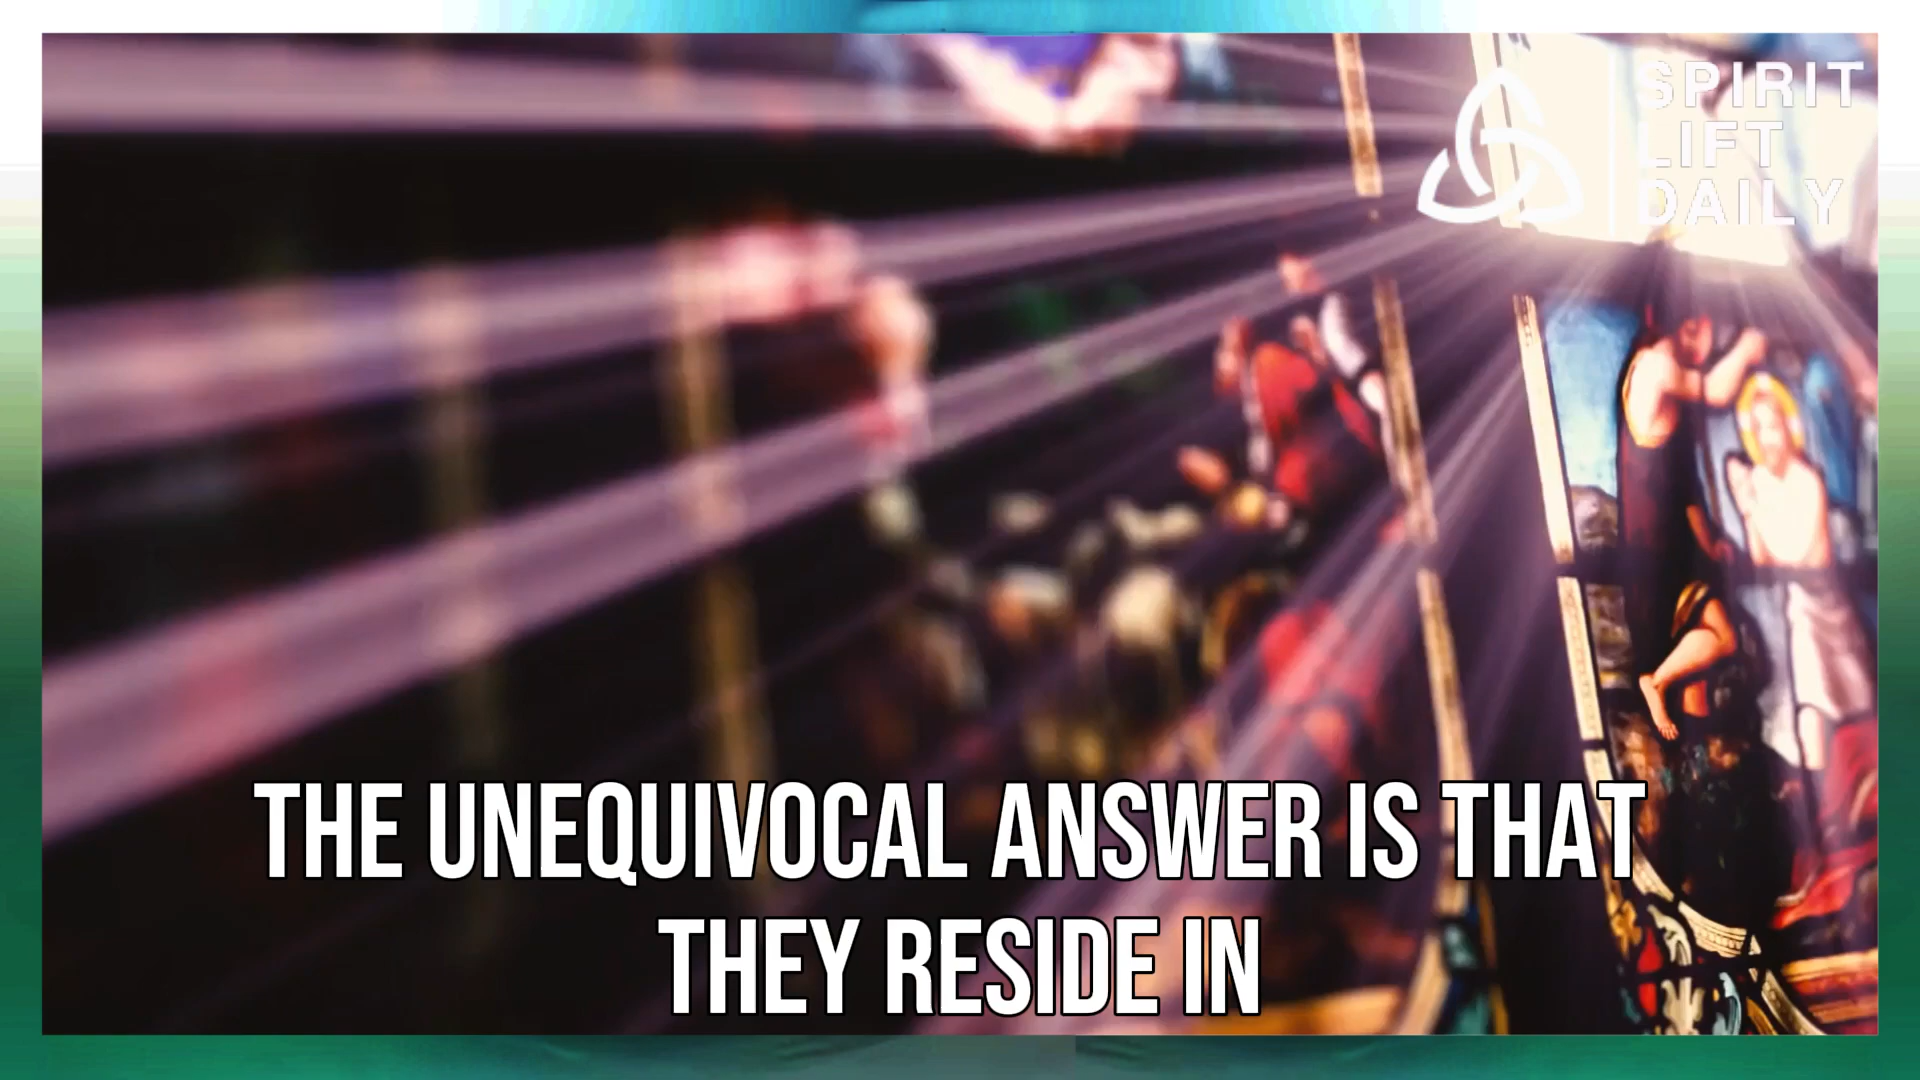 SPIRIT
LIFT
DAILY
THE UNEQUIVOCAL ANSWER IS THAT
THEY RESIDE IN